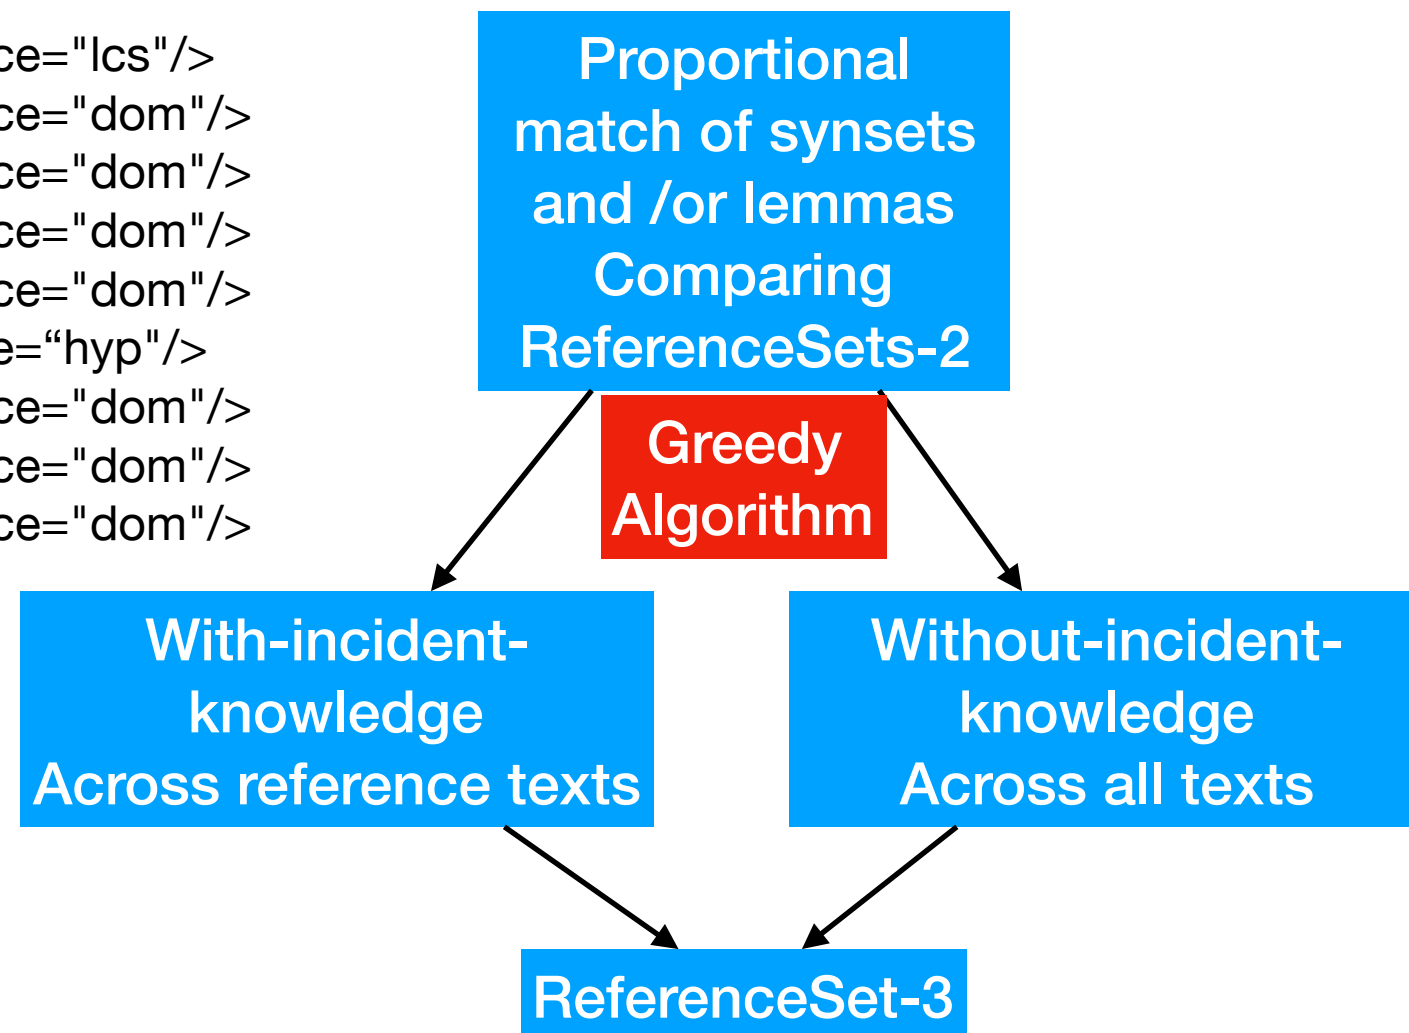 ce="lcs"/>
ce="dom"/>
ce="dom"/>
ce="dom"/>
ce="dom"/>
e=“hyp"/>
ce="dom"/>
ce="dom"/>
ce="dom"/>
Proportional
match of synsets
and /or lemmas
Comparing
ReferenceSets-2
Greedy
Algorithm
With-incident-
knowledge
Across reference texts
Without-incident-
knowledge
Across all texts
ReferenceSet-3